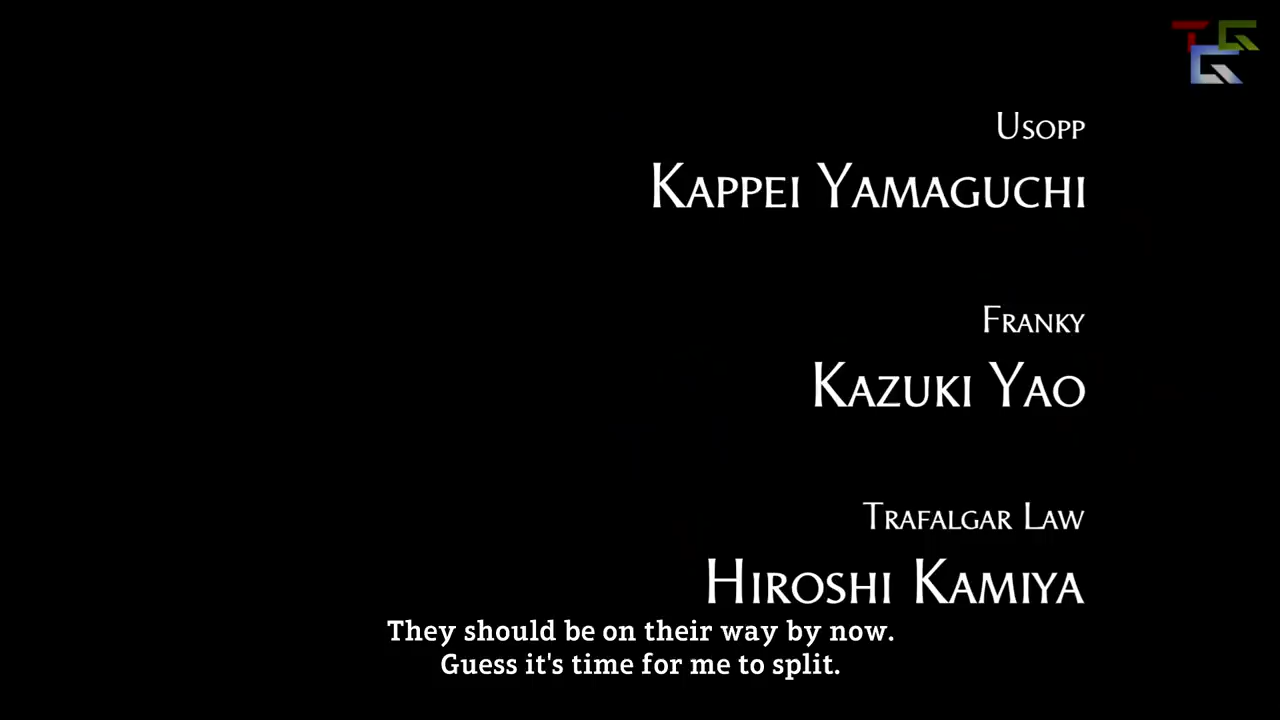 TGG
Usopp
Kappei Yamaguchi
Franky
Kazuki Yao
Trafalgar Law
Hiroshi Kamiya
They should be on their way by now.
Guess it's time for me to split.